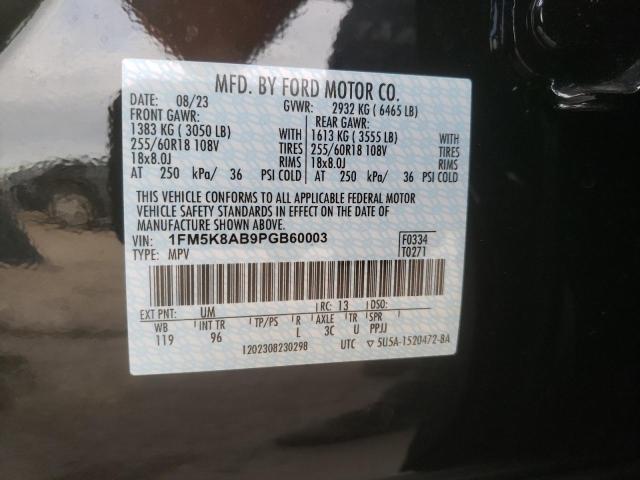 MFD. BY FORD MOTOR CO.
DATE: 08/23 GVWR: 2932 KG ( 6465 LB)
FRONT GAWR: REAR GAWR:
1383 KG ( 3050 LB) WITH 1613 KG ( 3555 LB) WITH
255/60R18 108V TIRES 255/60R18 108V TIRES
18x8.0J RIMS 18x8.0J RIMS
AT 250 kPa/ 36 PSI COLD AT 250 kPa/ 36 PSI COLD
THIS VEHICLE CONFORMS TO ALL APPLICABLE FEDERAL MOTOR
VEHICLE SAFETY STANDARDS IN EFFECT ON THE DATE OF
MANUFACTURE SHOWN ABOVE.
VIN: 1FM5K8AB9PGB60003 F0334
TYPE: MPV T0271
EXT PNT: UM RC: 13 DSO:
WB INT TR TP/PS R AXLE TR SPR
119 96 L 3C U PPJJ
1202308230298 UTC 5U5A-1520472-BA